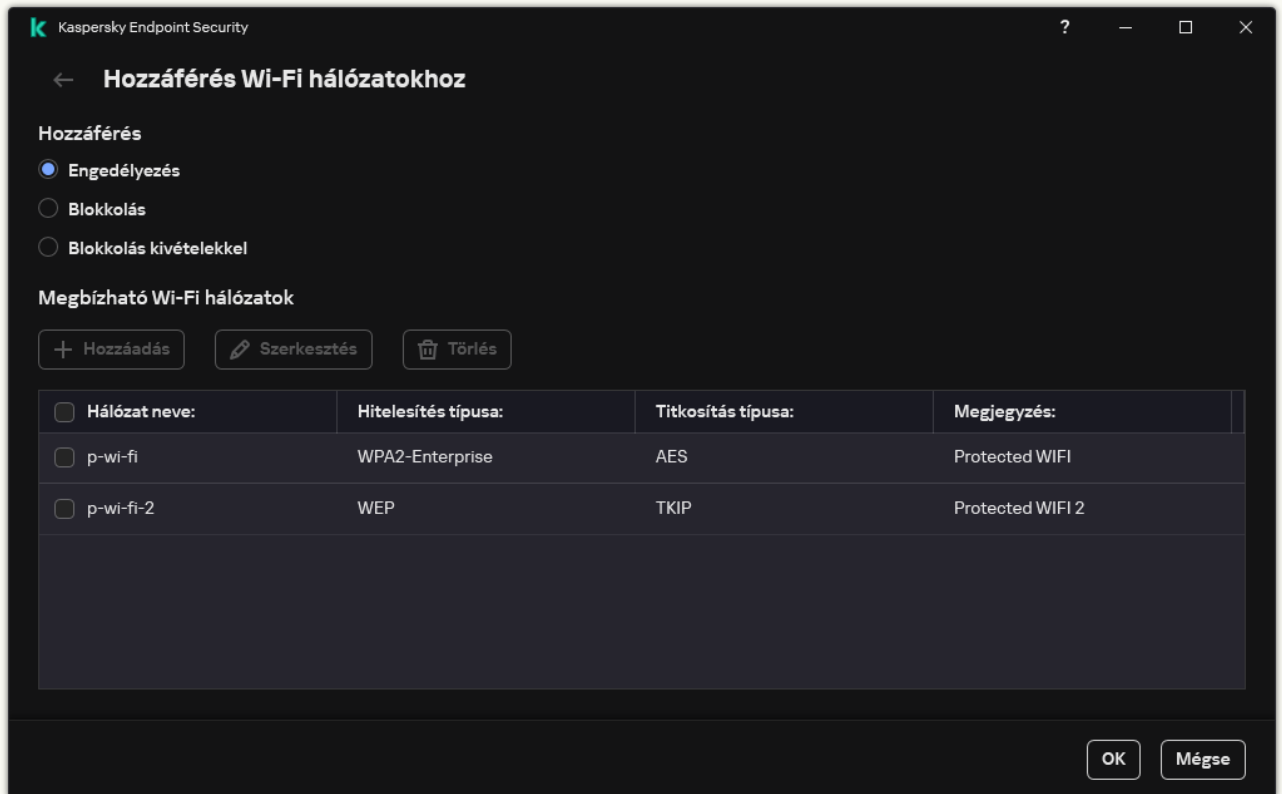 Kaspersky Endpoint Security ?
Hozzáférés Wi-Fi hálózatokhoz
Hozzáférés
Engedélyezés
Blokkolás
Blokkolás kivételekkel
Megbízható Wi-Fi hálózatok
Hozzáadás Szerkesztés Törlés
Hálózat neve: Hitelesítés típusa: Titkosítás típusa: Megjegyzés:
p-wi-fi WPA2-Enterprise AES Protected WIFI
p-wi-fi-2 WEP TKIP Protected WIFI 2
OK Mégse